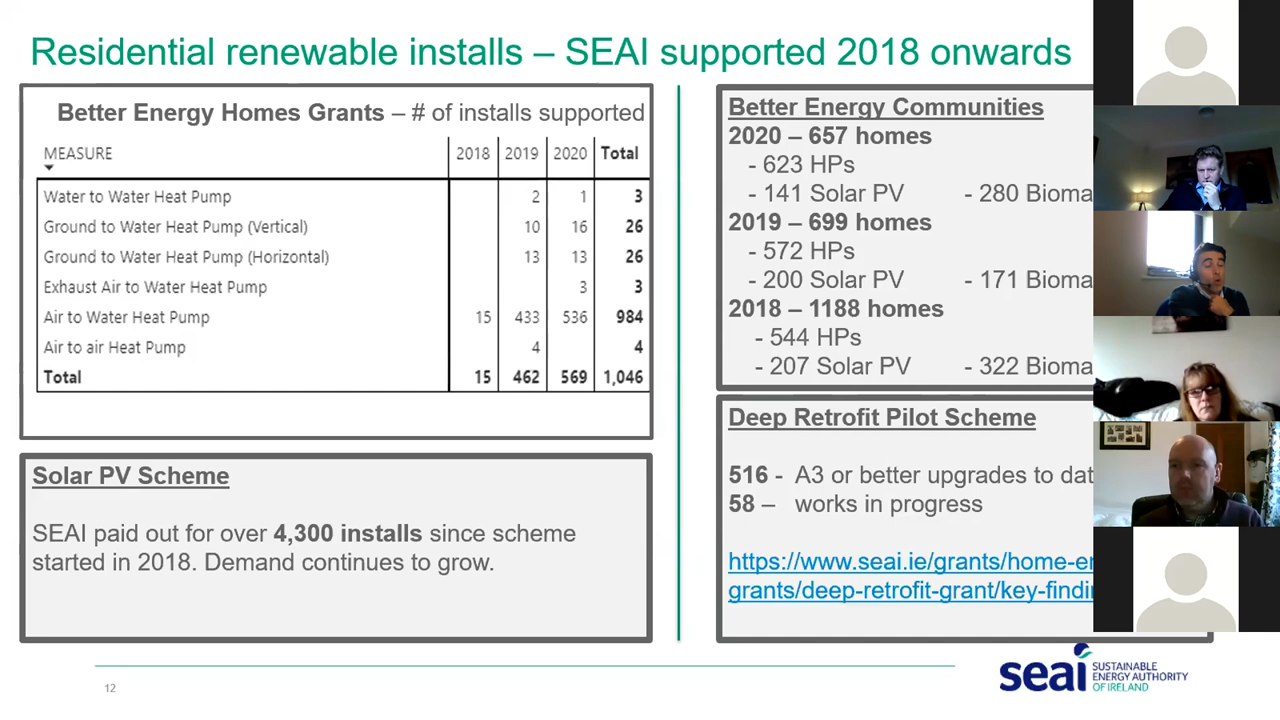 Residential renewable installs – SEAI supported 2018 onwards
Better Energy Homes Grants – # of installs supported
MEASURE 2018 2019 2020 Total
Water to Water Heat Pump 2 1 3
Ground to Water Heat Pump (Vertical) 10 16 26
Ground to Water Heat Pump (Horizontal) 13 13 26
Exhaust Air to Water Heat Pump 3 3
Air to Water Heat Pump 15 433 536 984
Air to air Heat Pump 4 4
Total 15 462 569 1,046
Solar PV Scheme
SEAI paid out for over 4,300 installs since scheme
started in 2018. Demand continues to grow.
Better Energy Communities
2020 – 657 homes
- 623 HPs
- 141 Solar PV - 280 Bioma
2019 – 699 homes
- 572 HPs
- 200 Solar PV - 171 Bioma
2018 – 1188 homes
- 544 HPs
- 207 Solar PV - 322 Bioma
Deep Retrofit Pilot Scheme
516 - A3 or better upgrades to dat
58 – works in progress
https://www.seai.ie/grants/home-e
grants/deep-retrofit-grant/key-findi
12
seai SUSTAINABLE
ENERGY AUTHORITY
OF IRELAND